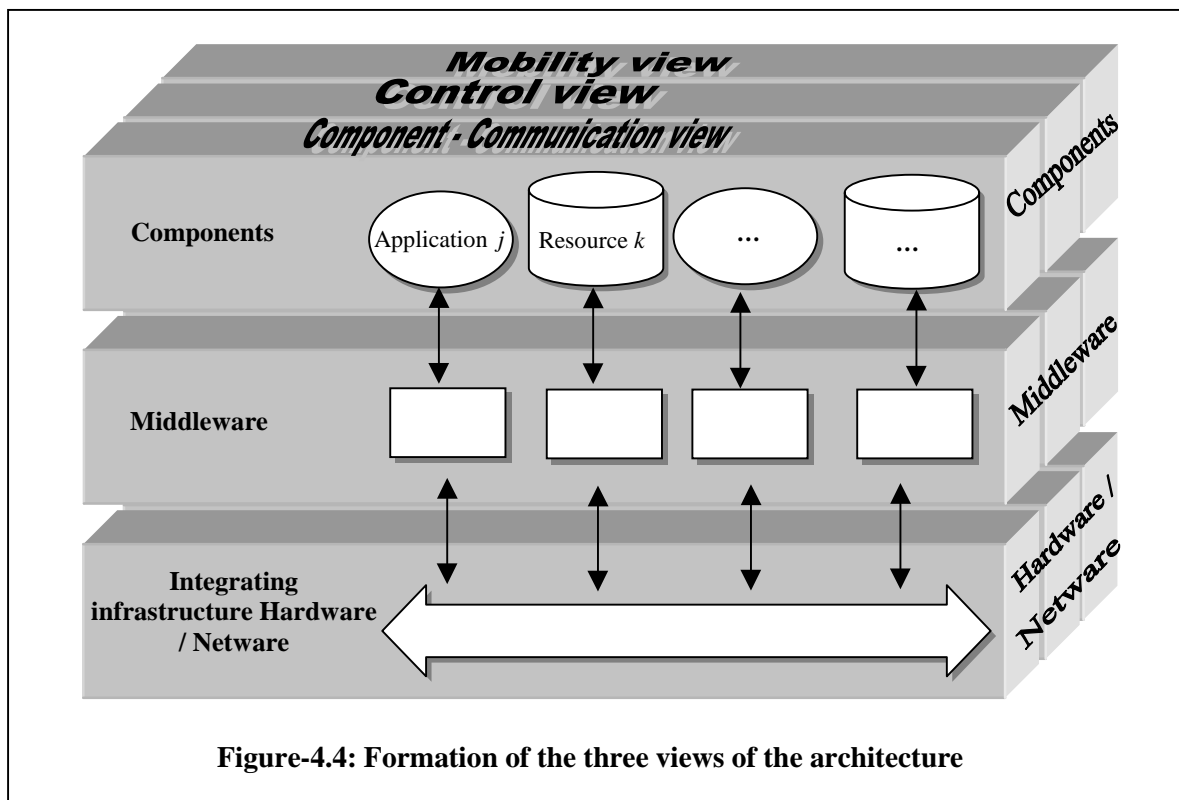 Mobility view
Control view
Component - Communication view
Components
Application j
Resource k
...
...
Components
Middleware
Middleware
Integrating
infrastructure Hardware
/ Netware
Hardware /
Netware
Figure-4.4: Formation of the three views of the architecture